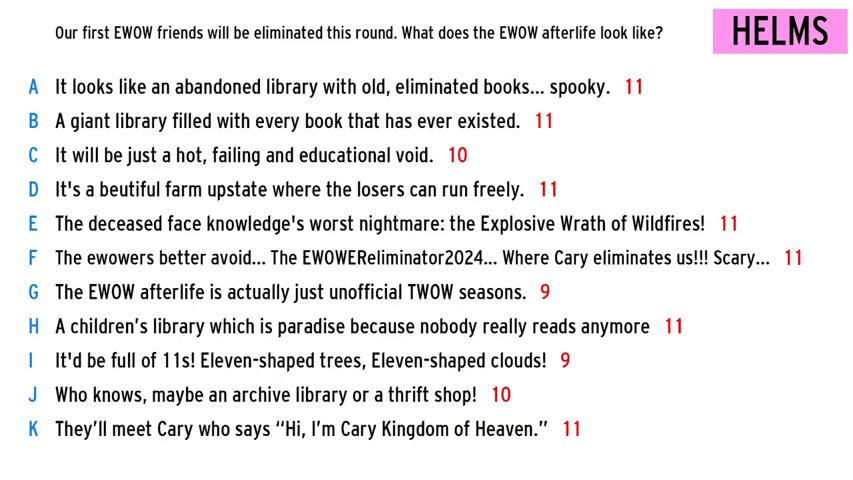 Our first EWOW friends will be eliminated this round. What does the EWOW afterlife look like?
HELMS
A It looks like an abandoned library with old, eliminated books... spooky. 11
B A giant library filled with every book that has ever existed. 11
C It will be just a hot, failing and educational void. 10
D It's a beutiful farm upstate where the losers can run freely. 11
E The deceased face knowledge's worst nightmare: the Explosive Wrath of Wildfires! 11
F The ewowers better avoid... The EWOWEReliminator2024... Where Cary eliminates us!!! Scary... 11
G The EWOW afterlife is actually just unofficial TWOW seasons. 9
H A children’s library which is paradise because nobody really reads anymore 11
I It'd be full of 11s! Eleven-shaped trees, Eleven-shaped clouds! 9
J Who knows, maybe an archive library or a thrift shop! 10
K They’ll meet Cary who says “Hi, I’m Cary Kingdom of Heaven.” 11